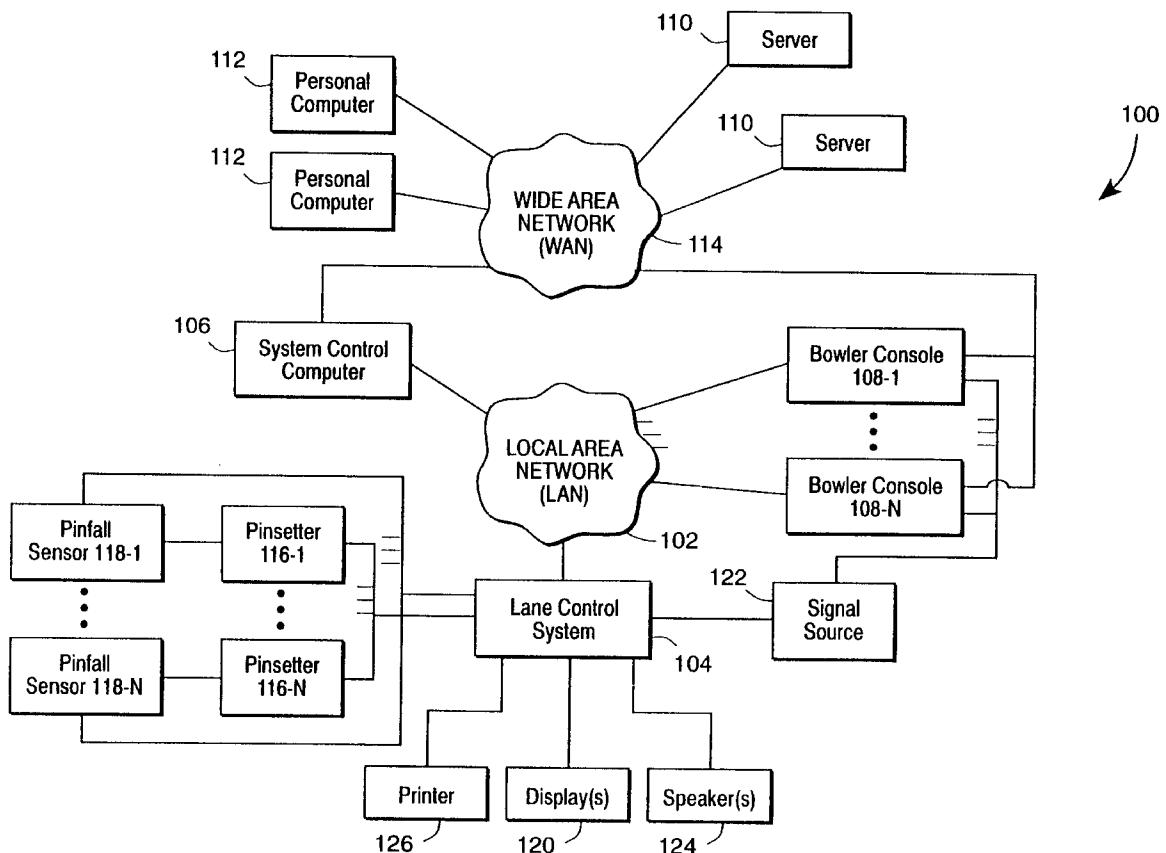 110
Server
112
Personal
Computer
110
Server
100
112
Personal
Computer
WIDE AREA
NETWORK
(WAN)
114
106
System Control
Computer
Bowler Console
108-1
LOCAL AREA
NETWORK
(LAN)
Bowler Console
108-N
102
Pinfall
Sensor 118-1
Pinsetter
116-1
122
Lane Control
System
Signal
Source
104
Pinfall
Sensor 118-N
Pinsetter
116-N
Printer
Display(s)
Speaker(s)
126
120
124